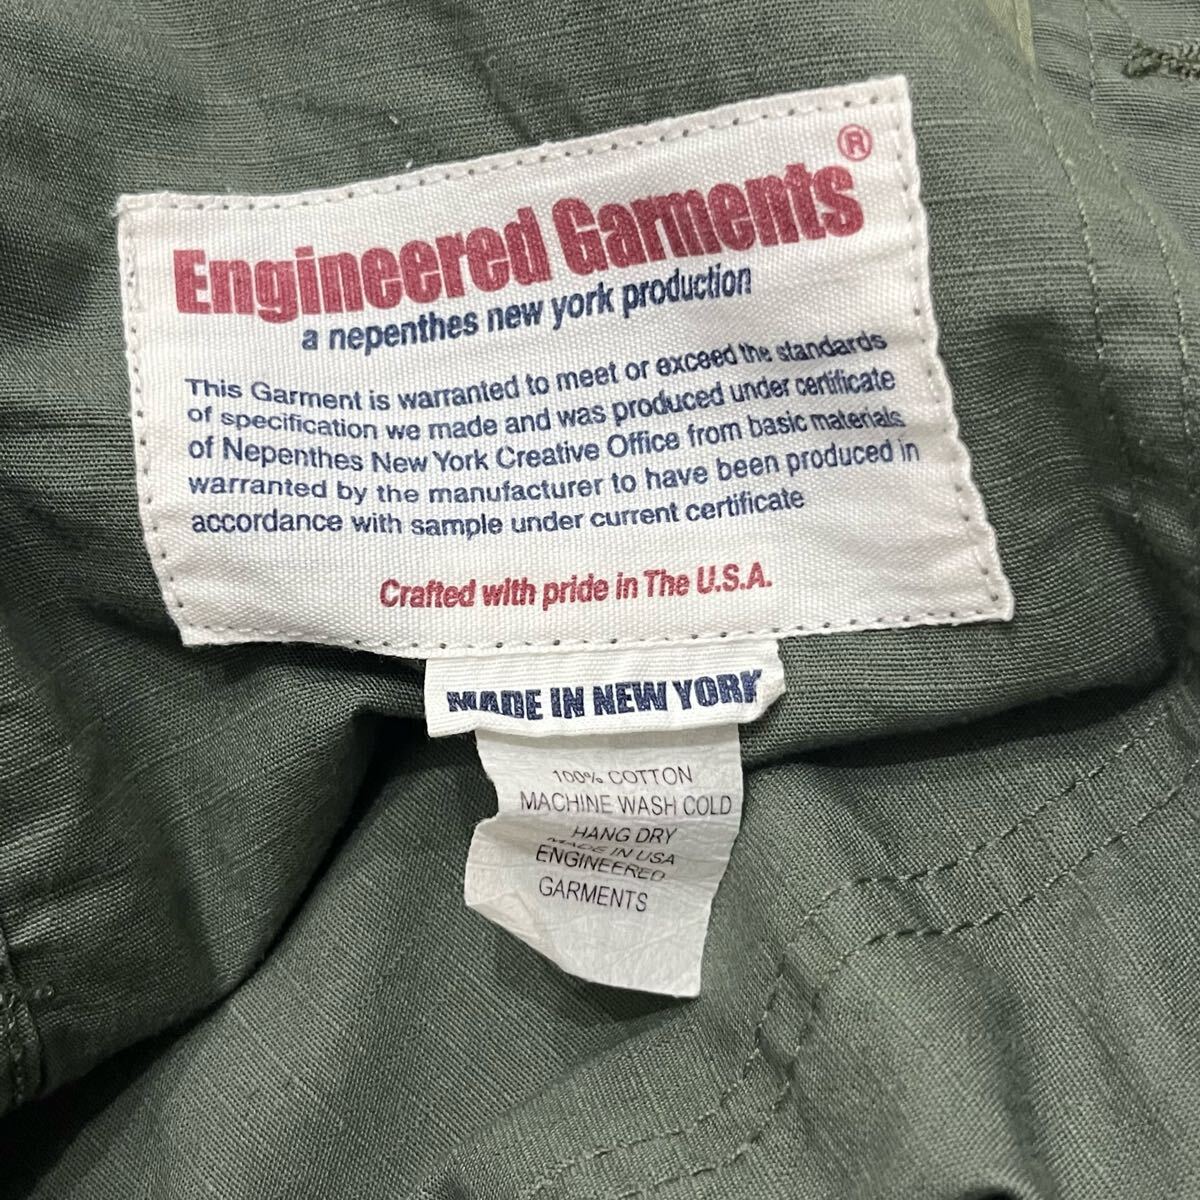 Engineered Garments®
a nepenthes new york production
This Garment is warranted to meet or exceed the standards
of specification we made and was produced under certificate
of Nepenthes New York Creative Office from basic materials
warranted by the manufacturer to have been produced in
accordance with sample under current certificate
Crafted with pride in The U.S.A.
MADE IN NEW YORK
100% COTTON
MACHINE WASH COLD
HANG DRY
MADE IN USA
ENGINEERED
GARMENTS